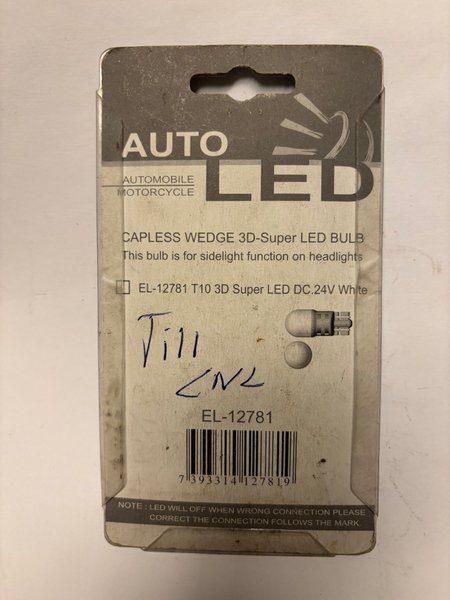 AUTO
LED
AUTOMOBILE
MOTORCYCLE
CAPLESS WEDGE 3D-Super LED BULB
This bulb is for sidelight function on headlights
EL-12781 T10 3D Super LED DC.24V White
Till
CNC
EL-12781
7 393314 127819
NOTE : LED WILL OFF WHEN WRONG CONNECTION PLEASE
CORRECT THE CONNECTION FOLLOWS THE MARK.